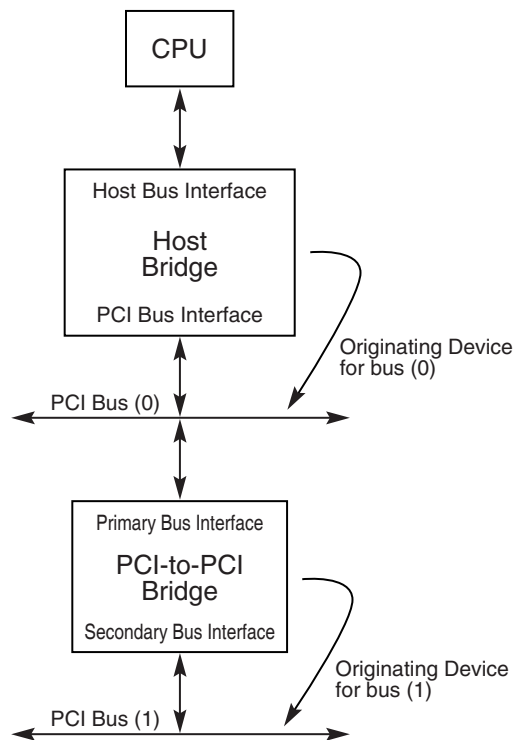 CPU
Host Bus Interface
Host
Bridge
PCI Bus Interface
Originating Device
for bus (0)
PCI Bus (0)
Primary Bus Interface
PCI-to-PCI
Bridge
Secondary Bus Interface
Originating Device
for bus (1)
PCI Bus (1)